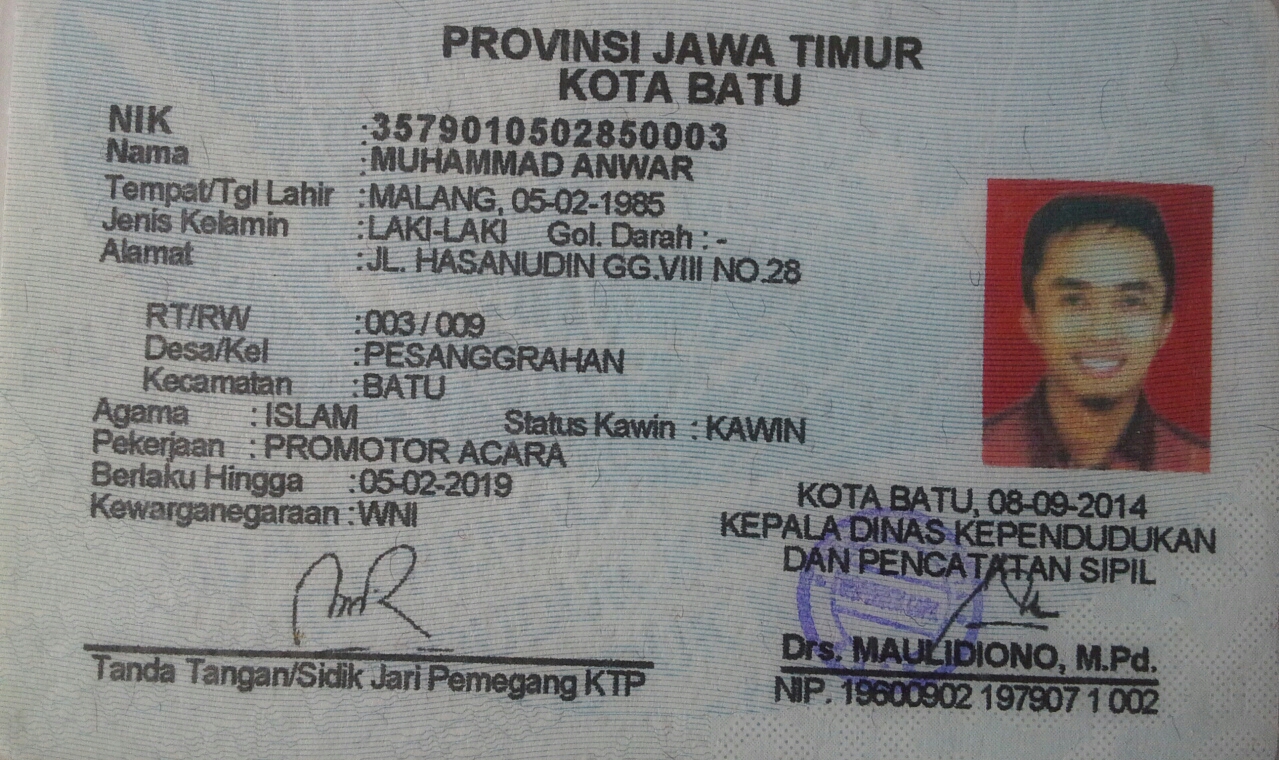 PROVINSI JAWA TIMUR
KOTA BATU
NIK :3579010502850003
Nama :MUHAMMAD ANWAR
Tempat/Tgl Lahir :MALANG, 05-02-1985
Jenis Kelamin :LAKI-LAKI Gol. Darah : -
Alamat :JL. HASANUDIN GG.VIII NO.28
RT/RW :003 / 009
Desa/Kel :PESANGGRAHAN
Kecamatan :BATU
Agama : ISLAM Status Kawin : KAWIN
Pekerjaan : PROMOTOR ACARA
Berlaku Hingga :05-02-2019
Kewarganegaraan : WNI
KOTA BATU, 08-09-2014
KEPALA DINAS KEPENDUDUKAN
DAN PENCATATAN SIPIL
Drs. MAULIDIONO, M.Pd.
NIP. 19600902 197907 1 002
Tanda Tangan/Sidik Jari Pemegang KTP